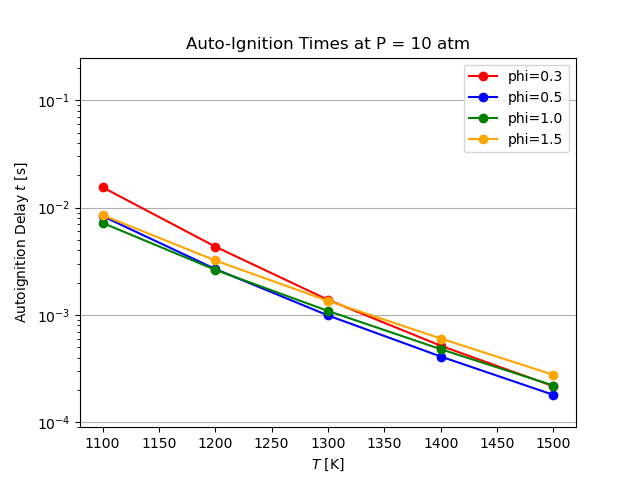 Auto-Ignition Times at P = 10 atm
phi=0.3
phi=0.5
phi=1.0
phi=1.5
Autoignition Delay t [s]
10⁻¹
10⁻²
10⁻³
10⁻⁴
1100 1150 1200 1250 1300 1350 1400 1450 1500
T [K]